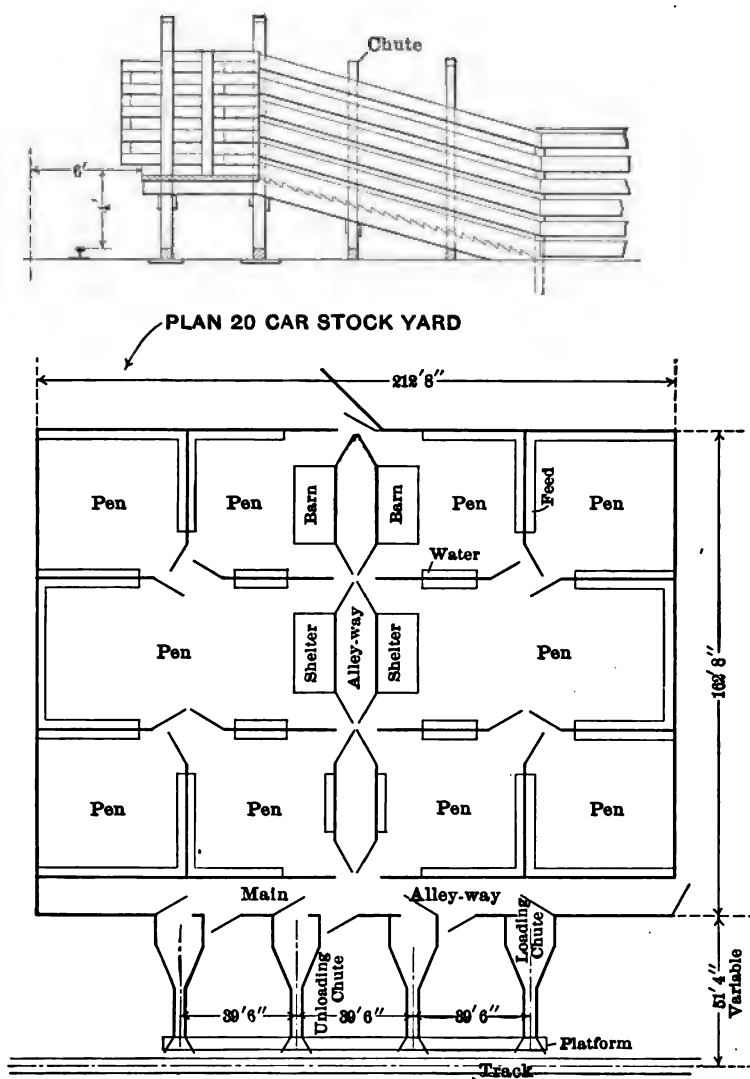 Chute
6'
4'
PLAN 20 CAR STOCK YARD
212'8"
Pen
Pen
Barn
Barn
Pen
Feed
Pen
Water
Pen
Shelter
Alley-way
Shelter
Pen
162'8"
Pen
Pen
Pen
Pen
Main Alley-way
Loading
Chute
Unloading
Chute
39'6"
39'6"
39'6"
51'4"
Variable
Platform
Track